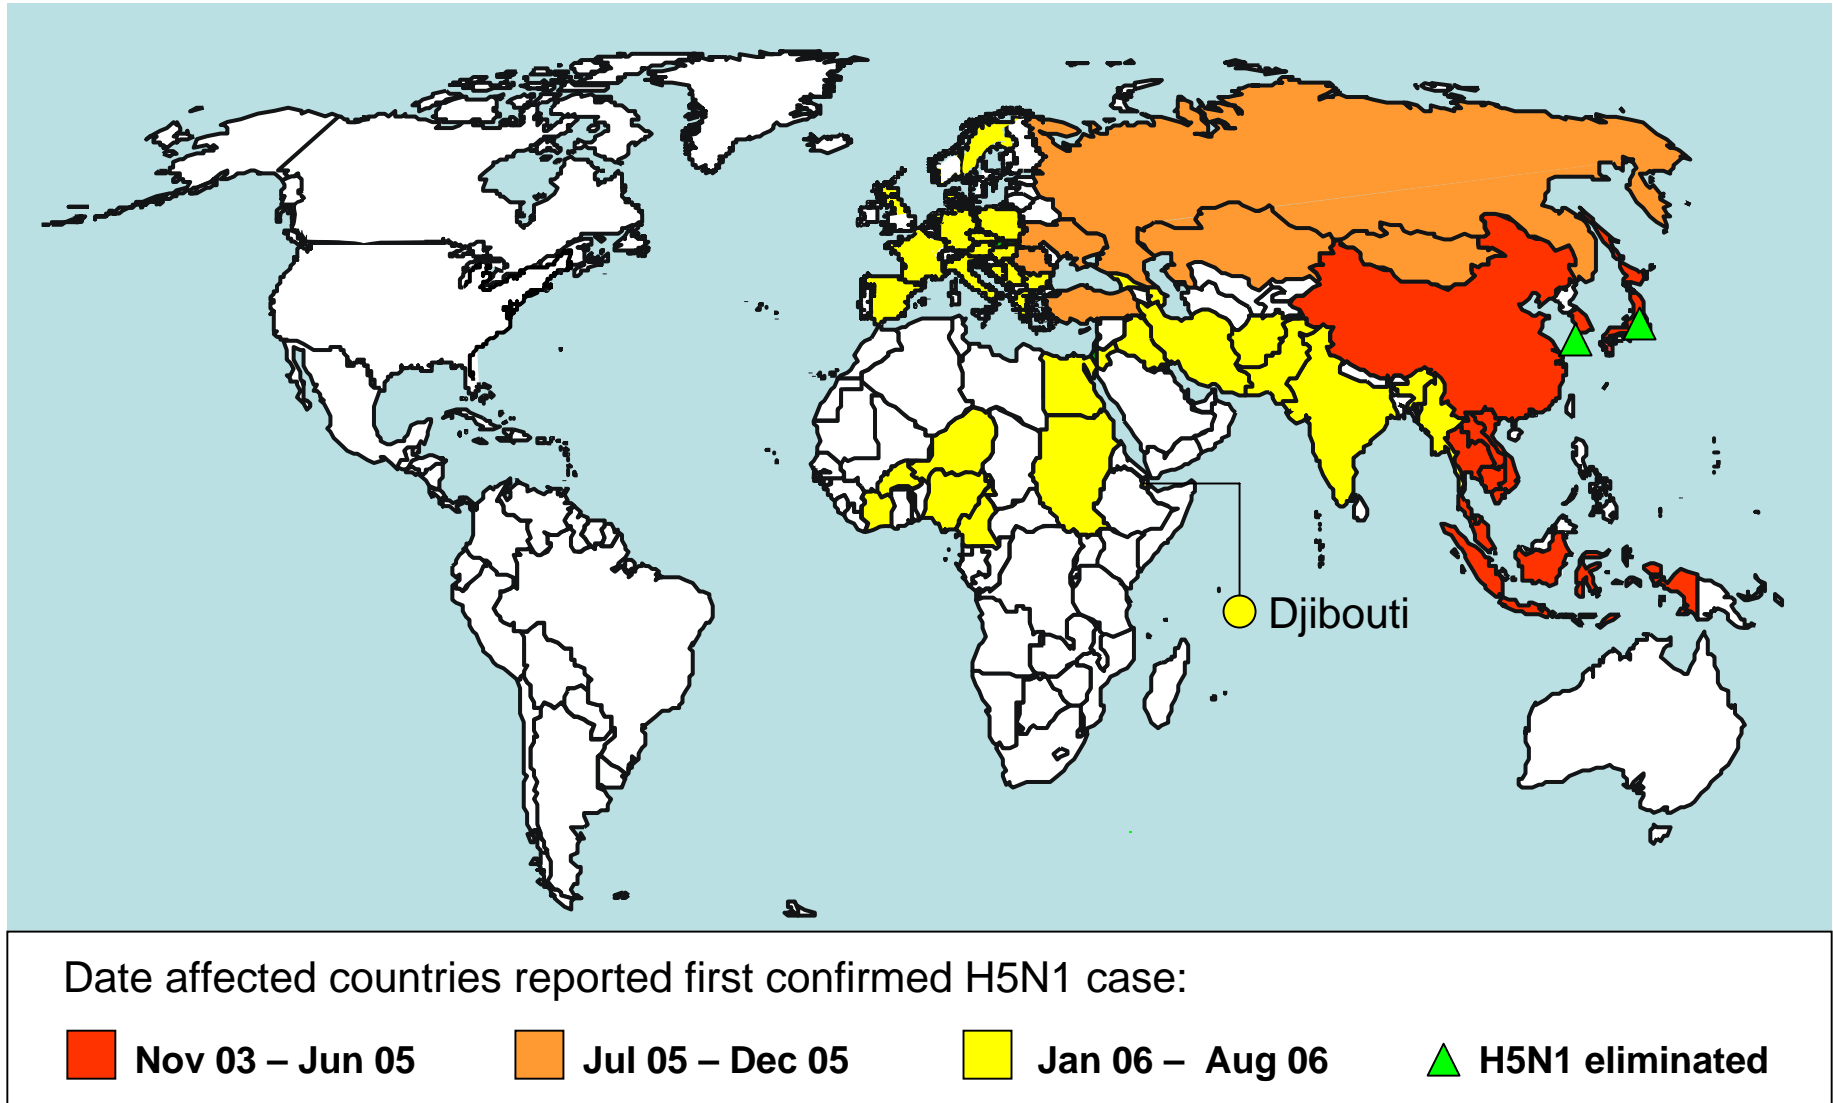 Djibouti
Date affected countries reported first confirmed H5N1 case:
Nov 03 – Jun 05 Jul 05 – Dec 05 Jan 06 – Aug 06 H5N1 eliminated